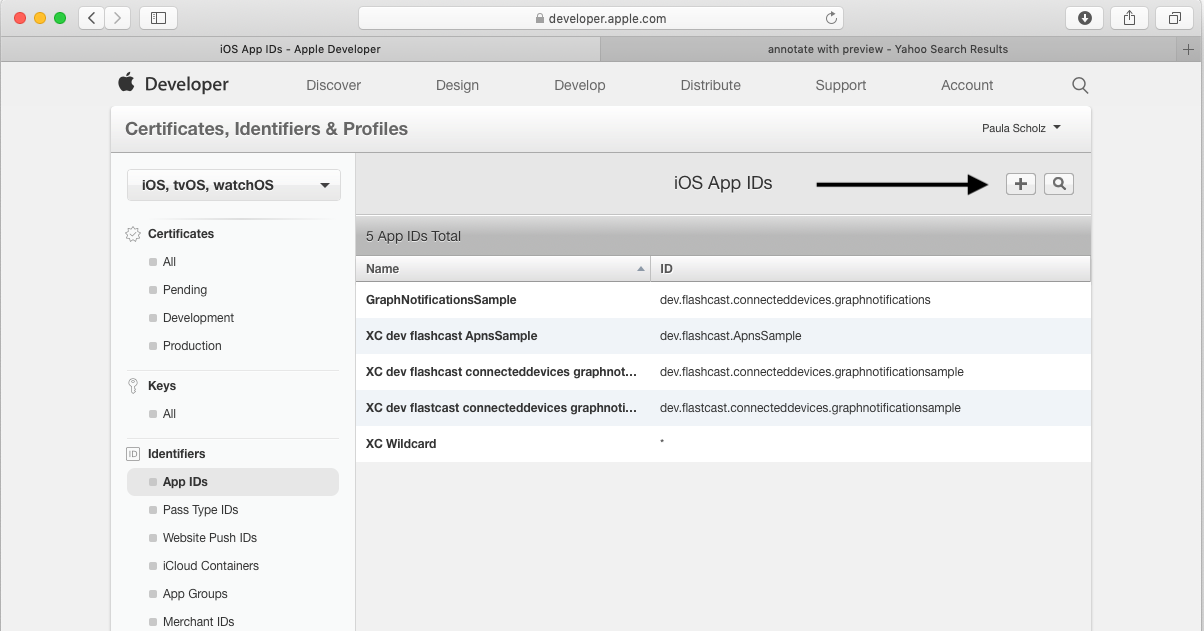 developer.apple.com
iOS App IDs - Apple Developer
annotate with preview - Yahoo Search Results
Developer
Discover
Design
Develop
Distribute
Support
Account
Certificates, Identifiers & Profiles
Paula Scholz
iOS, tvOS, watchOS
Certificates
All
Pending
Development
Production
Keys
All
ID Identifiers
App IDs
Pass Type IDs
Website Push IDs
iCloud Containers
App Groups
Merchant IDs
iOS App IDs
5 App IDs Total
Name ID
GraphNotificationsSample dev.flashcast.connecteddevices.graphnotifications
XC dev flashcast ApnsSample dev.flashcast.ApnsSample
XC dev flashcast connecteddevices graphnot... dev.flashcast.connecteddevices.graphnotificationsample
XC dev flastcast connecteddevices graphnoti... dev.flastcast.connecteddevices.graphnotificationsample
XC Wildcard *